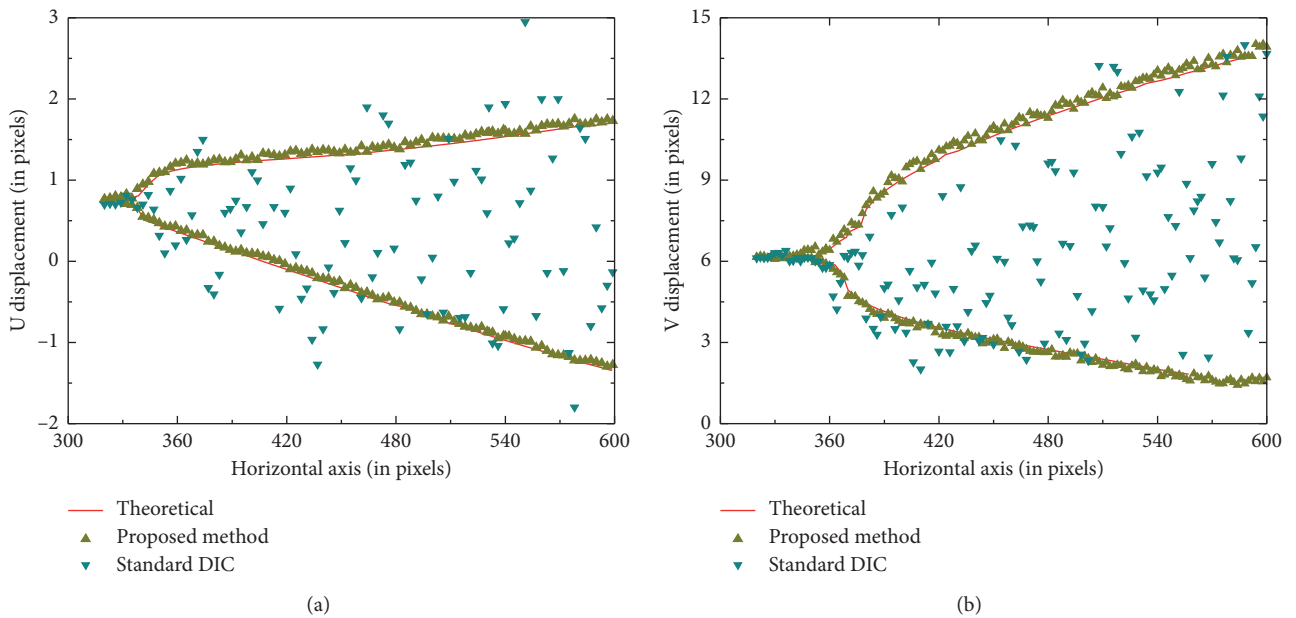 3
2
1
0
−1
−2
U displacement (in pixels)
300
360
420
480
540
600
Horizontal axis (in pixels)
Theoretical
Proposed method
Standard DIC
(a)
15
12
9
6
3
0
V displacement (in pixels)
300
360
420
480
540
600
Horizontal axis (in pixels)
Theoretical
Proposed method
Standard DIC
(b)